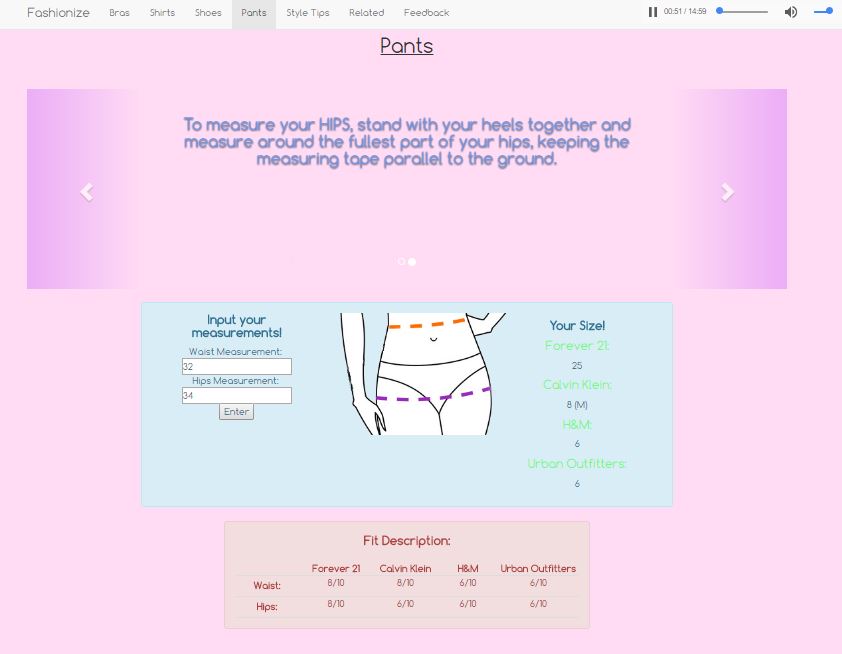 Fashionize Bras Shirts Shoes Pants Style Tips Related Feedback 00:51 / 14:59
Pants
To measure your HIPS, stand with your heels together and
measure around the fullest part of your hips, keeping the
measuring tape parallel to the ground.
Input your
measurements!
Waist Measurement:
32
Hips Measurement:
34
Enter
Your Size!
Forever 21:
25
Calvin Klein:
8 (M)
H&M:
6
Urban Outfitters:
6
Fit Description:
Forever 21 Calvin Klein H&M Urban Outfitters
Waist: 8/10 8/10 6/10 6/10
Hips: 8/10 6/10 6/10 6/10